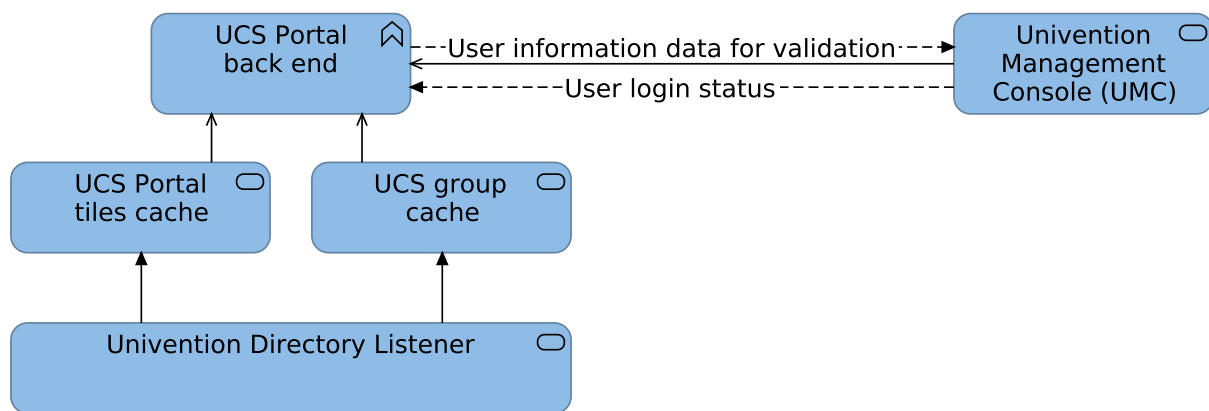 UCS Portal
back end
User information data for validation
User login status
Univention
Management
Console (UMC)
UCS Portal
tiles cache
UCS group
cache
Univention Directory Listener